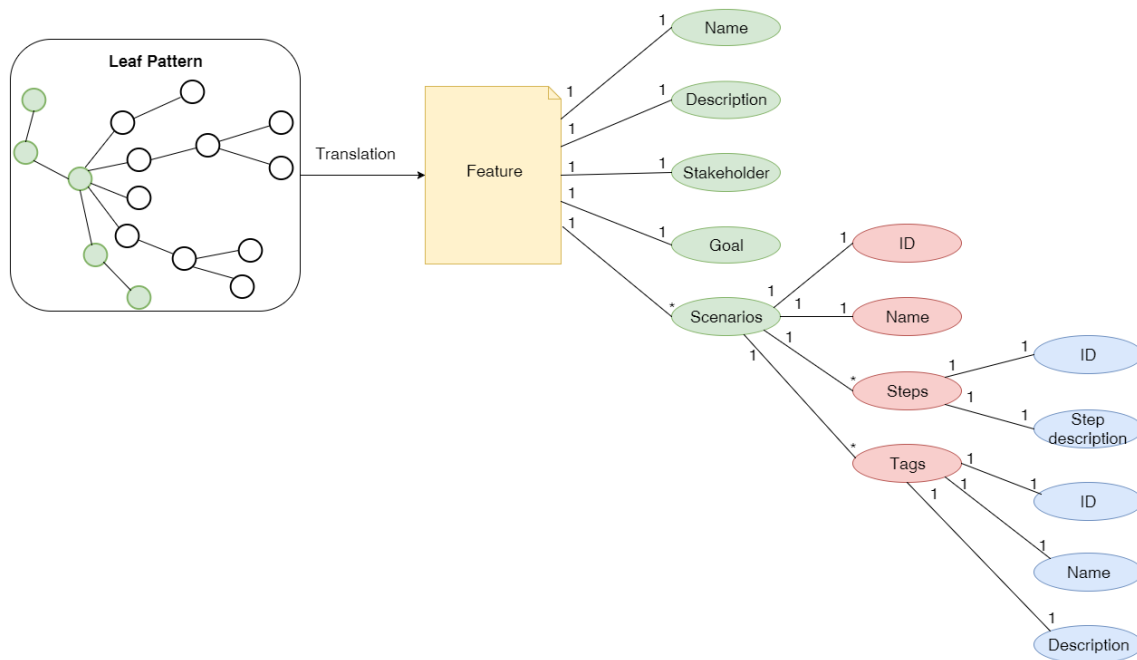 Leaf Pattern
Translation
Feature
1
1
Name
1
1
Description
1
1
Stakeholder
1
1
Goal
1
*
Scenarios
1
1
ID
1
1
Name
1
*
Steps
1
1
ID
1
1
Step
description
1
*
Tags
1
1
ID
1
1
Name
1
1
Description